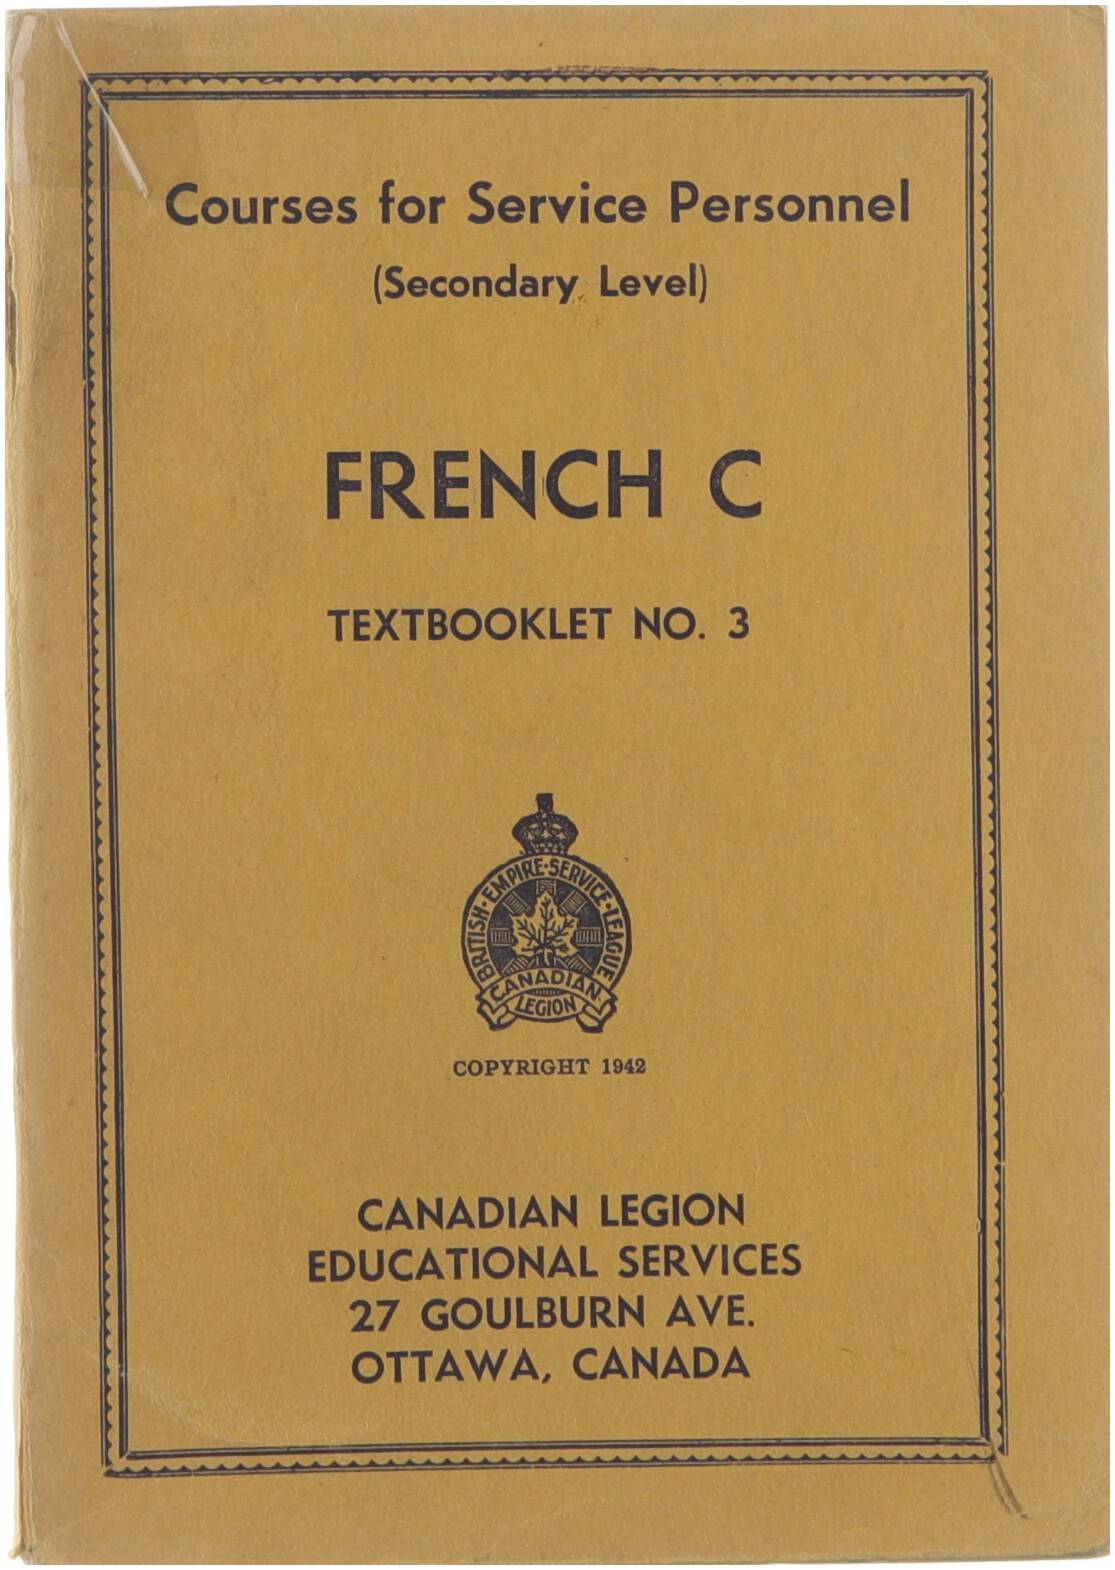 Courses for Service Personnel
(Secondary Level)
FRENCH C
TEXTBOOKLET NO. 3
BRITISH·EMPIRE·SERVICE·LEAGUE
CANADIAN
LEGION
COPYRIGHT 1942
CANADIAN LEGION
EDUCATIONAL SERVICES
27 GOULBURN AVE.
OTTAWA, CANADA